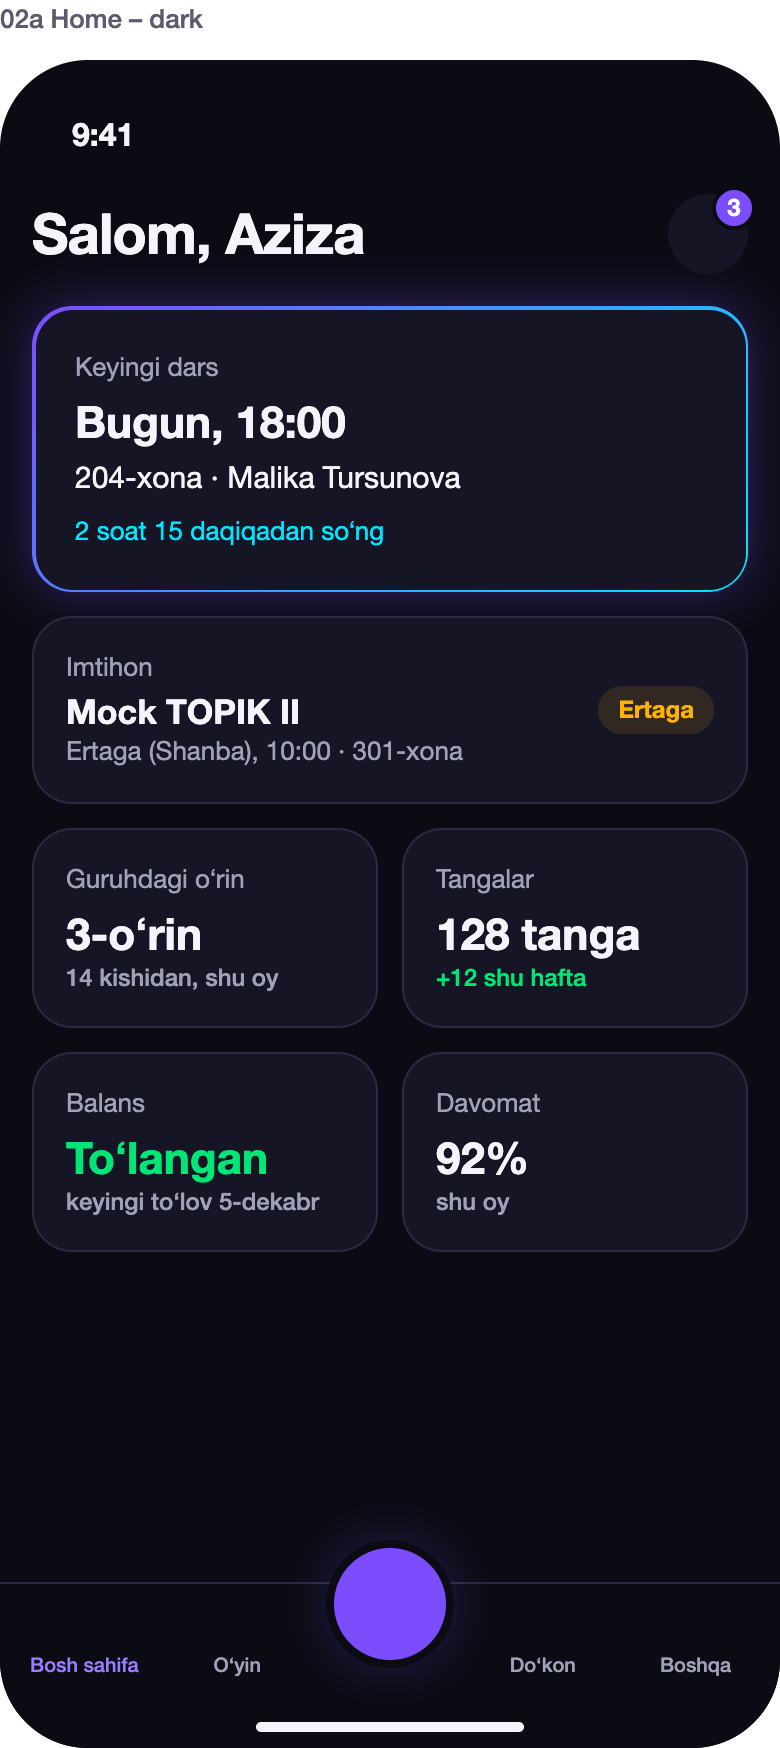 02a Home – dark
9:41
Salom, Aziza
3
Keyingi dars
Bugun, 18:00
204-xona · Malika Tursunova
2 soat 15 daqiqadan so‘ng
Imtihon
Mock TOPIK II
Ertaga
Ertaga (Shanba), 10:00 · 301-xona
Guruhdagi o‘rin
3-o‘rin
14 kishidan, shu oy
Tangalar
128 tanga
+12 shu hafta
Balans
To‘langan
keyingi to‘lov 5-dekabr
Davomat
92%
shu oy
Bosh sahifa
O‘yin
Do‘kon
Boshqa